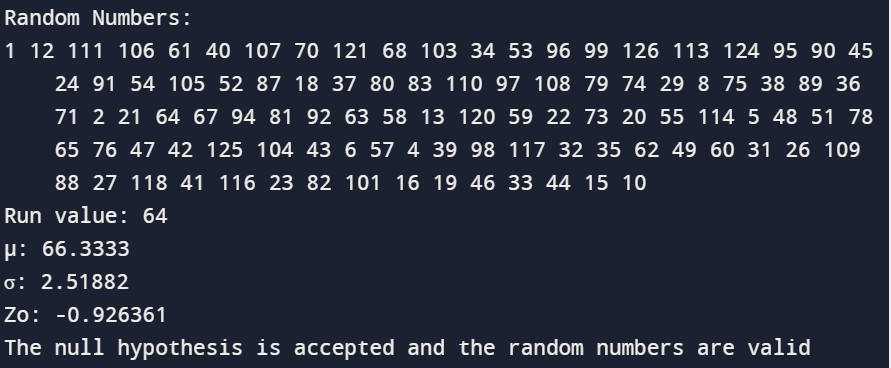 Random Numbers:
1 12 111 106 61 40 107 70 121 68 103 34 53 96 99 126 113 124 95 90 45
24 91 54 105 52 87 18 37 80 83 110 97 108 79 74 29 8 75 38 89 36
71 2 21 64 67 94 81 92 63 58 13 120 59 22 73 20 55 114 5 48 51 78
65 76 47 42 125 104 43 6 57 4 39 98 117 32 35 62 49 60 31 26 109
88 27 118 41 116 23 82 101 16 19 46 33 44 15 10
Run value: 64
μ: 66.3333
σ: 2.51882
Zo: -0.926361
The null hypothesis is accepted and the random numbers are valid